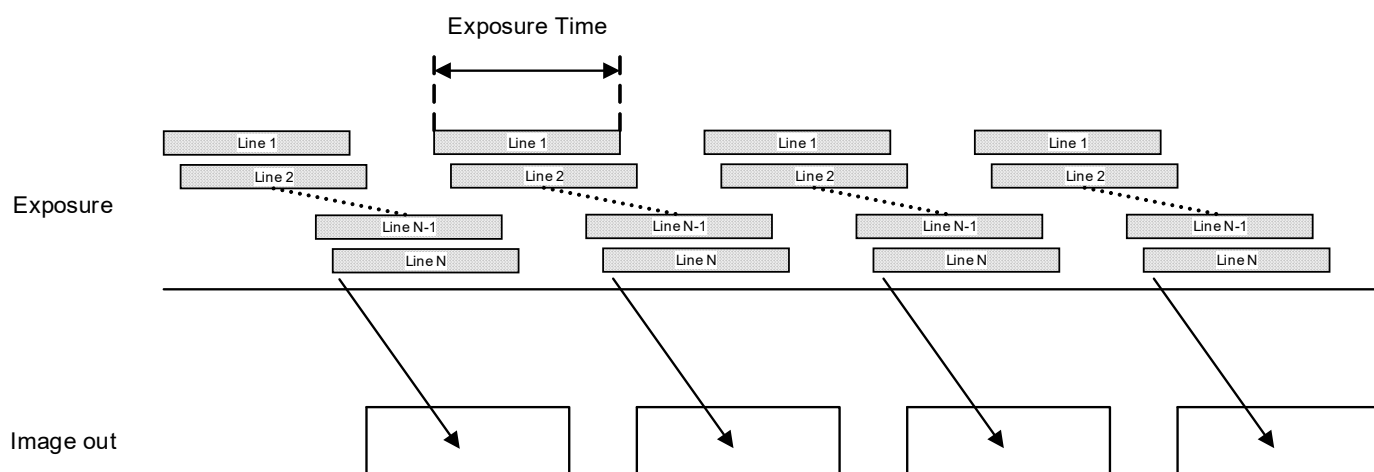 Exposure Time
Line 1 Line 1 Line 1 Line 1
Line 2 Line 2 Line 2 Line 2
Exposure
Line N-1 Line N-1 Line N-1 Line N-1
Line N Line N Line N Line N
Image out